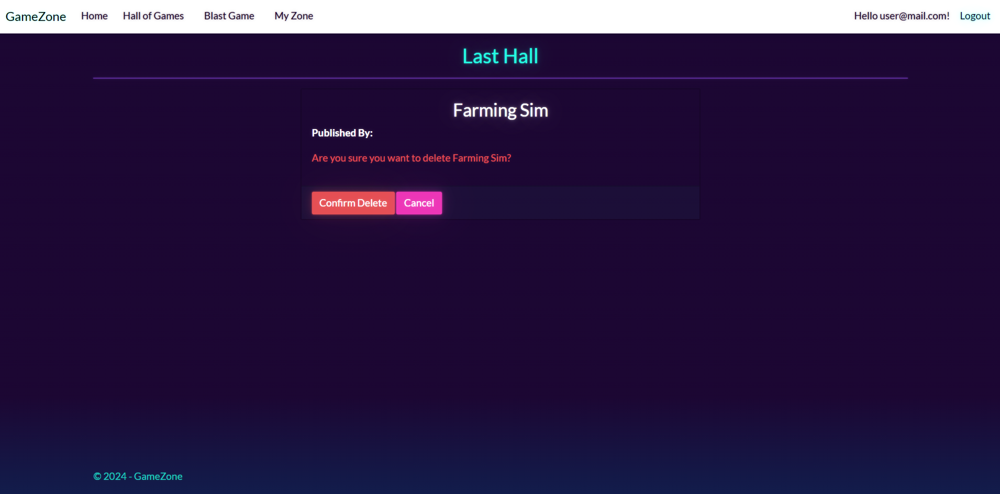 GameZone Home Hall of Games Blast Game My Zone Hello user@mail.com! Logout
Last Hall
Farming Sim
Published By:
Are you sure you want to delete Farming Sim?
Confirm Delete Cancel
© 2024 - GameZone